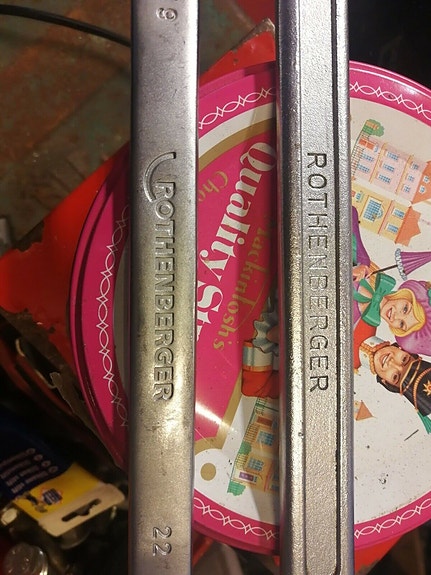 9
ROTHENBERGER
22
ROTHENBERGER
Mackintosh's
Quality St